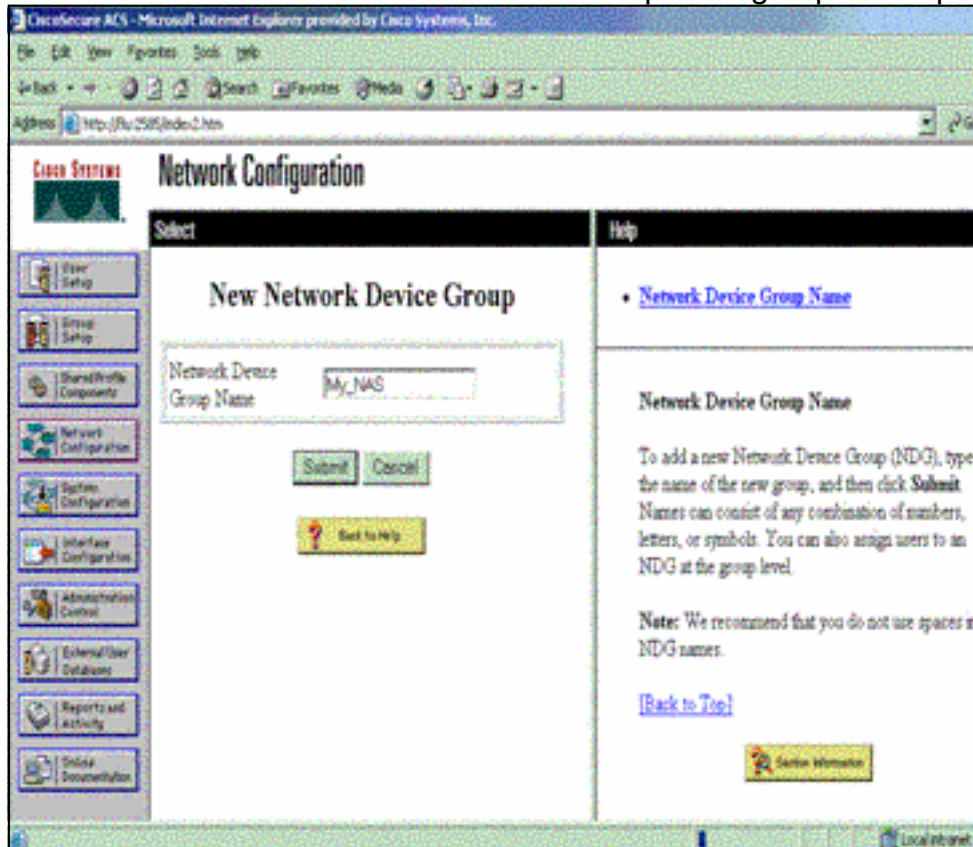 CiscoSecure ACS - Microsoft Internet Explorer provided by Cisco Systems, Inc.
File Edit View Favorites Tools Help
Back Search Favorites Media
Address http://flu:2585/index2.htm
CISCO SYSTEMS
Network Configuration
Select
Help
User
Setup
Group
Setup
Shared Profile
Components
Network
Configuration
System
Configuration
Interface
Configuration
Administration
Control
External User
Databases
Reports and
Activity
Online
Documentation
New Network Device Group
Network Device
Group Name
My_NAS
Submit Cancel
Back to Help
• Network Device Group Name
Network Device Group Name
To add a new Network Device Group (NDG), type
the name of the new group, and then click Submit
Names can consist of any combination of numbers,
letters, or symbols. You can also assign users to an
NDG at the group level.
Note: We recommend that you do not use spaces in
NDG names.
[Back to Top]
Section Information
Local intranet